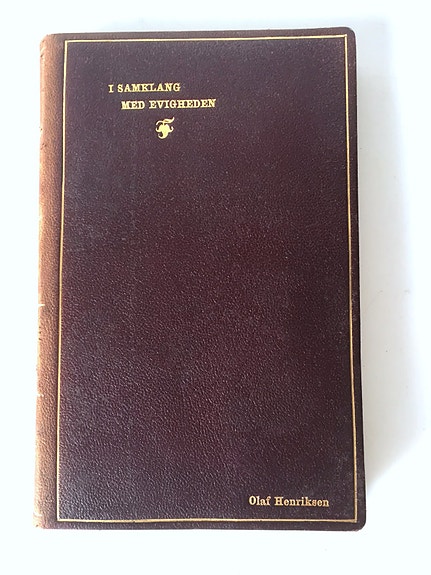 I SAMKLANG
MED EVIGHEDEN
Olaf Henriksen